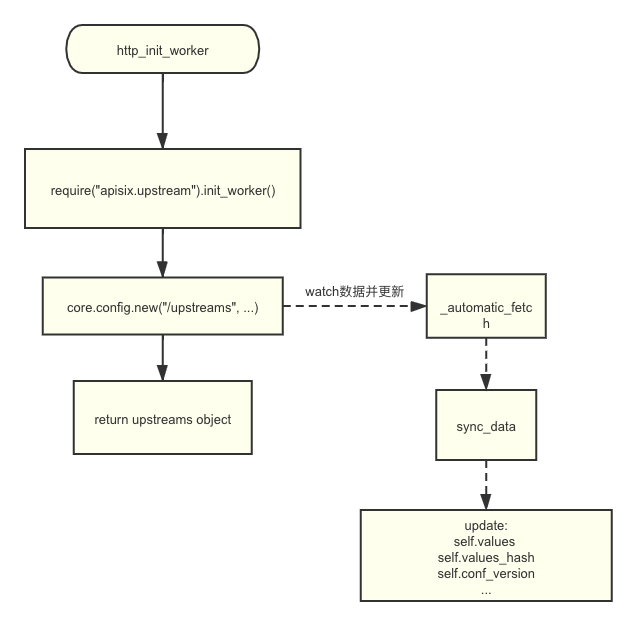 http_init_worker
require("apisix.upstream").init_worker()
core.config.new("/upstreams", ...)
return upstreams object
watch数据并更新
_automatic_fetc
h
sync_data
update:
self.values
self.values_hash
self.conf_version
...